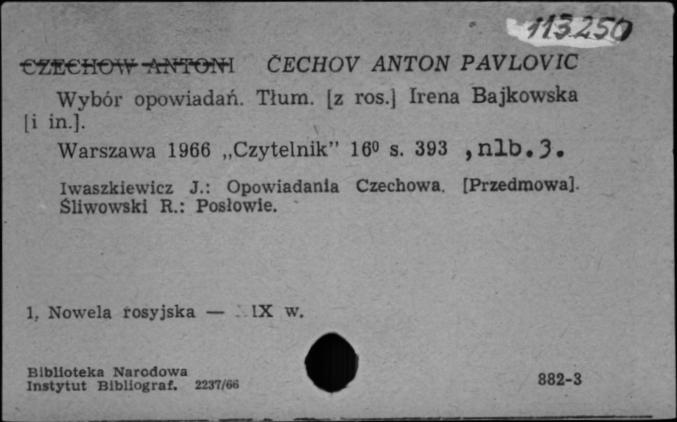 113250
CZECHOW ANTONI ČECHOV ANTON PAVLOVIC
Wybór opowiadań. Tłum. [z ros.] Irena Bajkowska
[i in.].
Warszawa 1966 „Czytelnik” 16⁰ s. 393 , nlb. 3.
Iwaszkiewicz J.: Opowiadania Czechowa. [Przedmowa].
Śliwowski R.: Posłowie.
1. Nowela rosyjska — XIX w.
Biblioteka Narodowa
Instytut Bibliograf. 2237/66
882-3